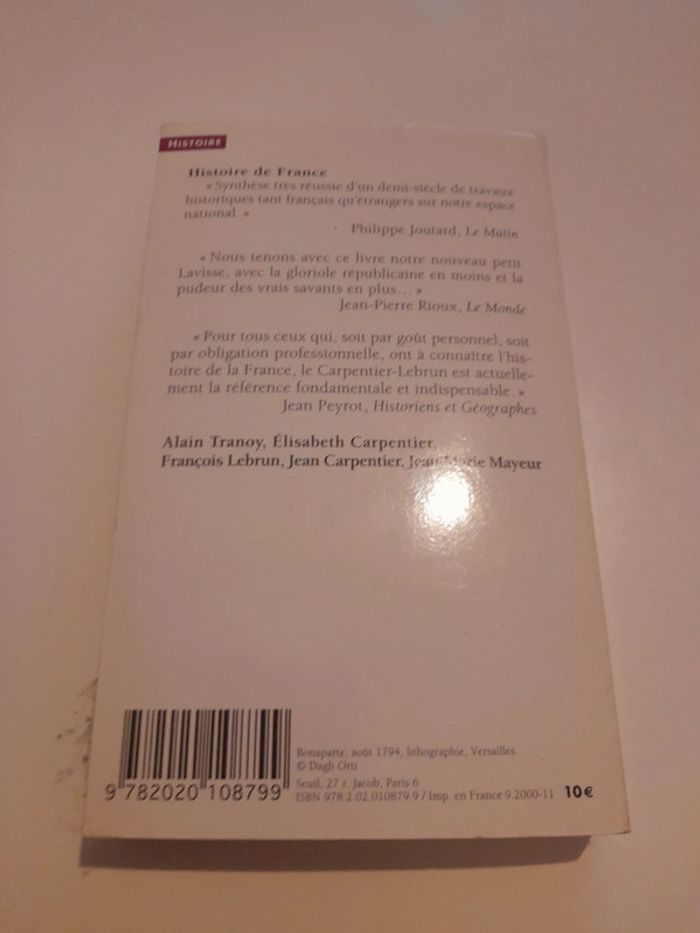 HISTOIRE
Histoire de France
« Synthèse très réussie d'un demi-siècle de travaux
historiques tant français qu'étrangers sur notre espace
national. »
Philippe Joutard, Le Matin
« Nous tenons avec ce livre notre nouveau petit
Lavisse, avec la gloriole républicaine en moins et la
pudeur des vrais savants en plus... »
Jean-Pierre Rioux, Le Monde
« Pour tous ceux qui, soit par goût personnel, soit
par obligation professionnelle, ont à connaître l'his-
toire de la France, le Carpentier-Lebrun est actuelle-
ment la référence fondamentale et indispensable. »
Jean Peyrot, Historiens et Géographes
Alain Tranoy, Élisabeth Carpentier,
François Lebrun, Jean Carpentier, Jean-Marie Mayeur
Bonaparte, août 1794, lithographie, Versailles
© Dagli Orti
Seuil, 27 r. Jacob, Paris 6
ISBN 978.2.02.010879.9 / Imp. en France 9.2000-11 10€
9 782020 108799